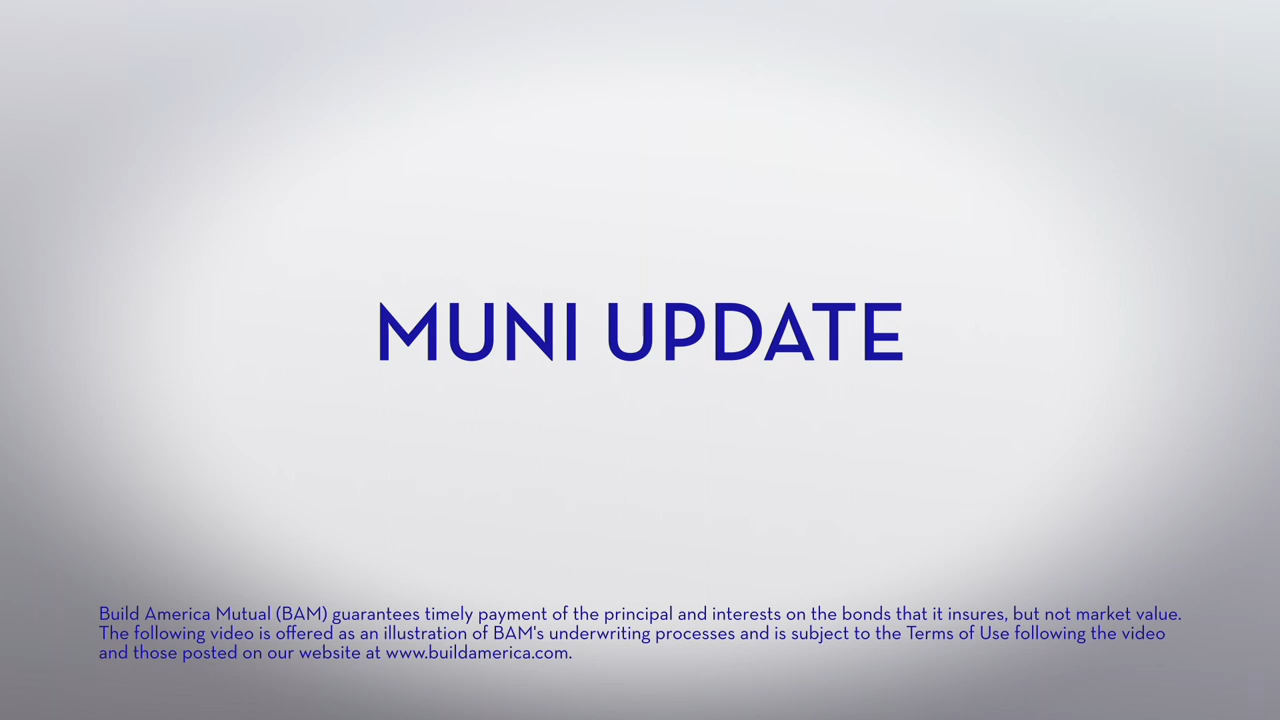 MUNI UPDATE
Build America Mutual (BAM) guarantees timely payment of the principal and interests on the bonds that it insures, but not market value.
The following video is offered as an illustration of BAM's underwriting processes and is subject to the Terms of Use following the video
and those posted on our website at www.buildamerica.com.